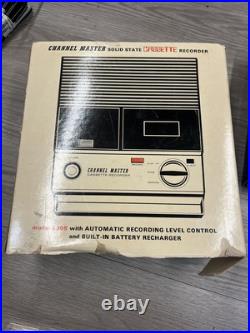 CHANNEL MASTER SOLID STATE CASSETTE RECORDER
CHANNEL MASTER
CASSETTE RECORDER
with AUTOMATIC RECORDING LEVEL CONTROL
and BUILT-IN BATTERY RECHARGER